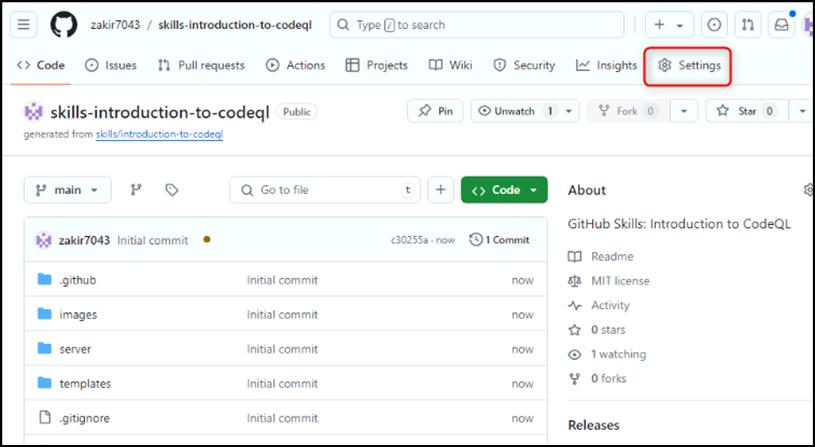 zakir7043 / skills-introduction-to-codeql
Type / to search
Code Issues Pull requests Actions Projects Wiki Security Insights Settings
skills-introduction-to-codeql Public
Pin Unwatch 1 Fork 0 Star 0
generated from skills/introduction-to-codeql
main
Go to file t
+ Code
About
zakir7043 Initial commit
c30255a · now 1 Commit
GitHub Skills: Introduction to CodeQL
.github Initial commit now
images Initial commit now
server Initial commit now
templates Initial commit now
.gitignore Initial commit now
Readme
MIT license
Activity
0 stars
1 watching
0 forks
Releases